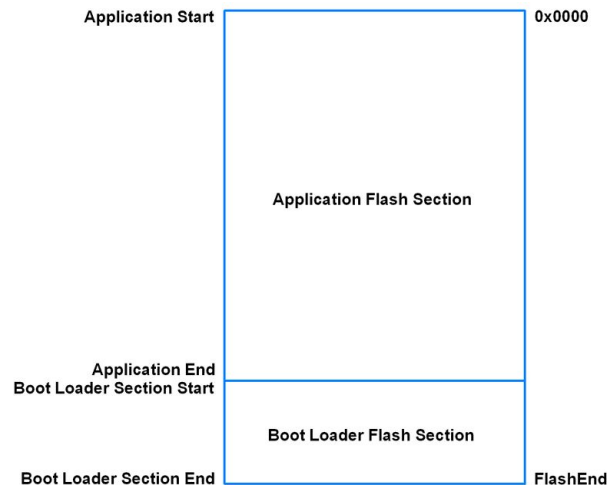 Application Start
0x0000
Application Flash Section
Application End
Boot Loader Section Start
Boot Loader Flash Section
Boot Loader Section End
FlashEnd